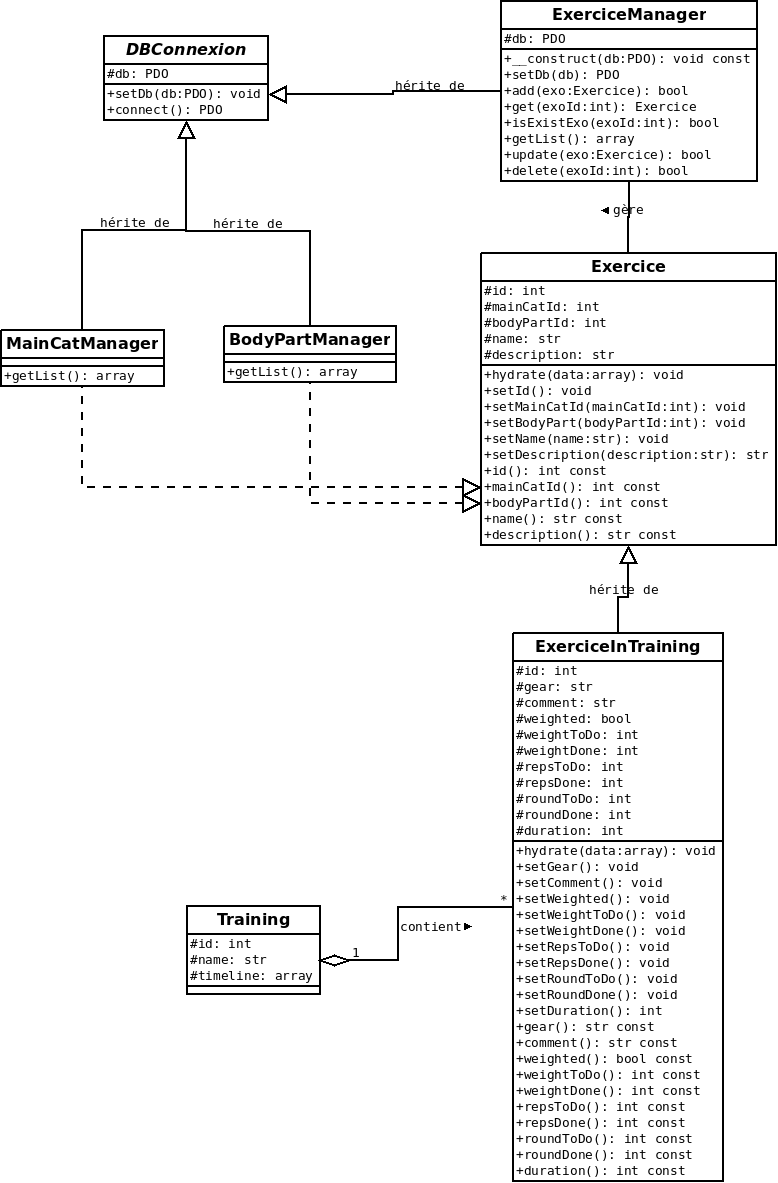 DBConnexion
#db: PDO
+setDb(db:PDO): void
+connect(): PDO
hérite de
ExerciceManager
#db: PDO
+__construct(db:PDO): void const
+setDb(db): PDO
+add(exo:Exercice): bool
+get(exoId:int): Exercice
+isExistExo(exoId:int): bool
+getList(): array
+update(exo:Exercice): bool
+delete(exoId:int): bool
gère
hérite de
hérite de
MainCatManager
+getList(): array
BodyPartManager
+getList(): array
Exercice
#id: int
#mainCatId: int
#bodyPartId: int
#name: str
#description: str
+hydrate(data:array): void
+setId(): void
+setMainCatId(mainCatId:int): void
+setBodyPart(bodyPartId:int): void
+setName(name:str): void
+setDescription(description:str): str
+id(): int const
+mainCatId(): int const
+bodyPartId(): int const
+name(): str const
+description(): str const
hérite de
ExerciceInTraining
#id: int
#gear: str
#comment: str
#weighted: bool
#weightToDo: int
#weightDone: int
#repsToDo: int
#repsDone: int
#roundToDo: int
#roundDone: int
#duration: int
+hydrate(data:array): void
+setGear(): void
+setComment(): void
+setWeighted(): void
+setWeightToDo(): void
+setWeightDone(): void
+setRepsToDo(): void
+setRepsDone(): void
+setRoundToDo(): void
+setRoundDone(): void
+setDuration(): int
+gear(): str const
+comment(): str const
+weighted(): bool const
+weightToDo(): int const
+weightDone(): int const
+repsToDo(): int const
+repsDone(): int const
+roundToDo(): int const
+roundDone(): int const
+duration(): int const
*
contient
1
Training
#id: int
#name: str
#timeline: array